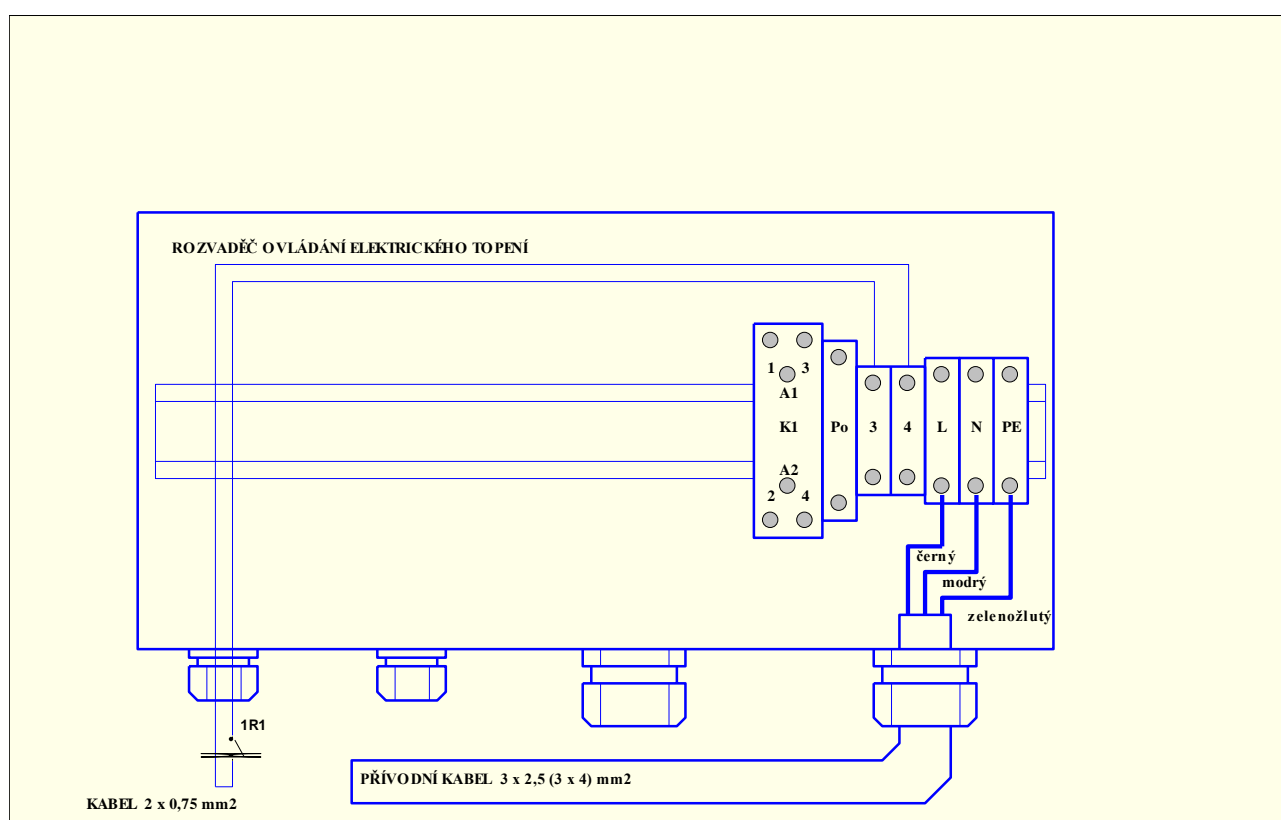 ROZVADĚČ OVLÁDÁNÍ ELEKTRICKÉHO TOPENÍ
1 3
A1
K1 Po 3 4 L N PE
A2
2 4
černý
modrý
zelenožlutý
1R1
PŘÍVODNÍ KABEL 3 x 2,5 (3 x 4) mm2
KABEL 2 x 0,75 mm2